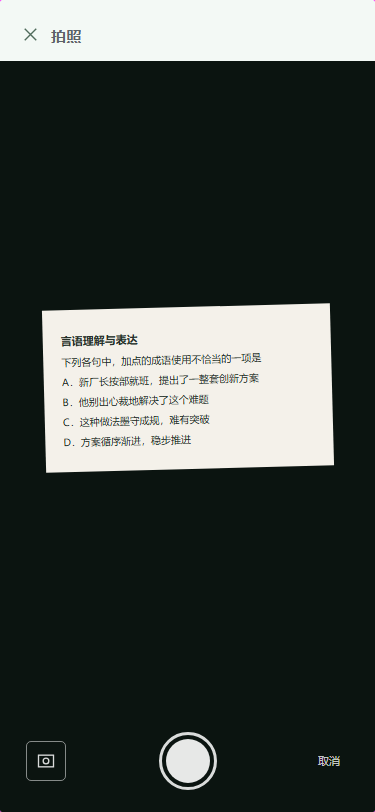 拍照
言语理解与表达
下列各句中，加点的成语使用不恰当的一项是
A．新厂长按部就班，提出了一整套创新方案
B．他别出心裁地解决了这个难题
C．这种做法墨守成规，难有突破
D．方案循序渐进，稳步推进
取消